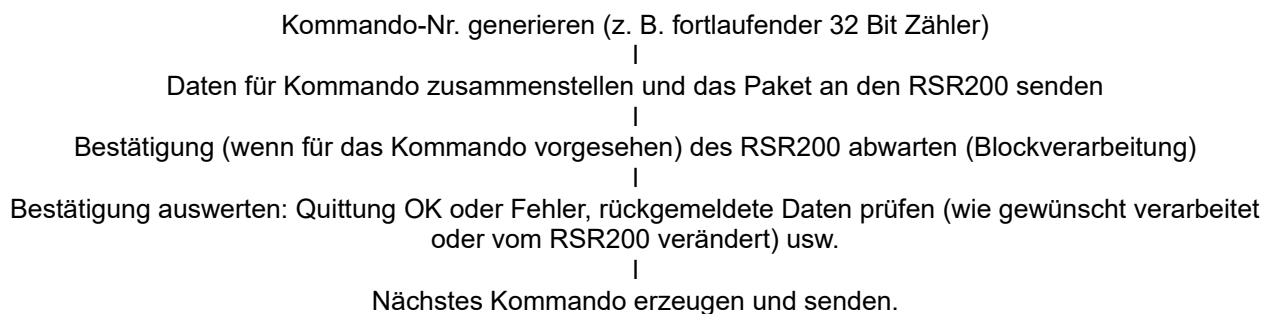 Kommando-Nr. generieren (z. B. fortlaufender 32 Bit Zähler)
|
Daten für Kommando zusammenstellen und das Paket an den RSR200 senden
|
Bestätigung (wenn für das Kommando vorgesehen) des RSR200 abwarten (Blockverarbeitung)
|
Bestätigung auswerten: Quittung OK oder Fehler, rückgemeldete Daten prüfen (wie gewünscht verarbeitet
oder vom RSR200 verändert) usw.
|
Nächstes Kommando erzeugen und senden.